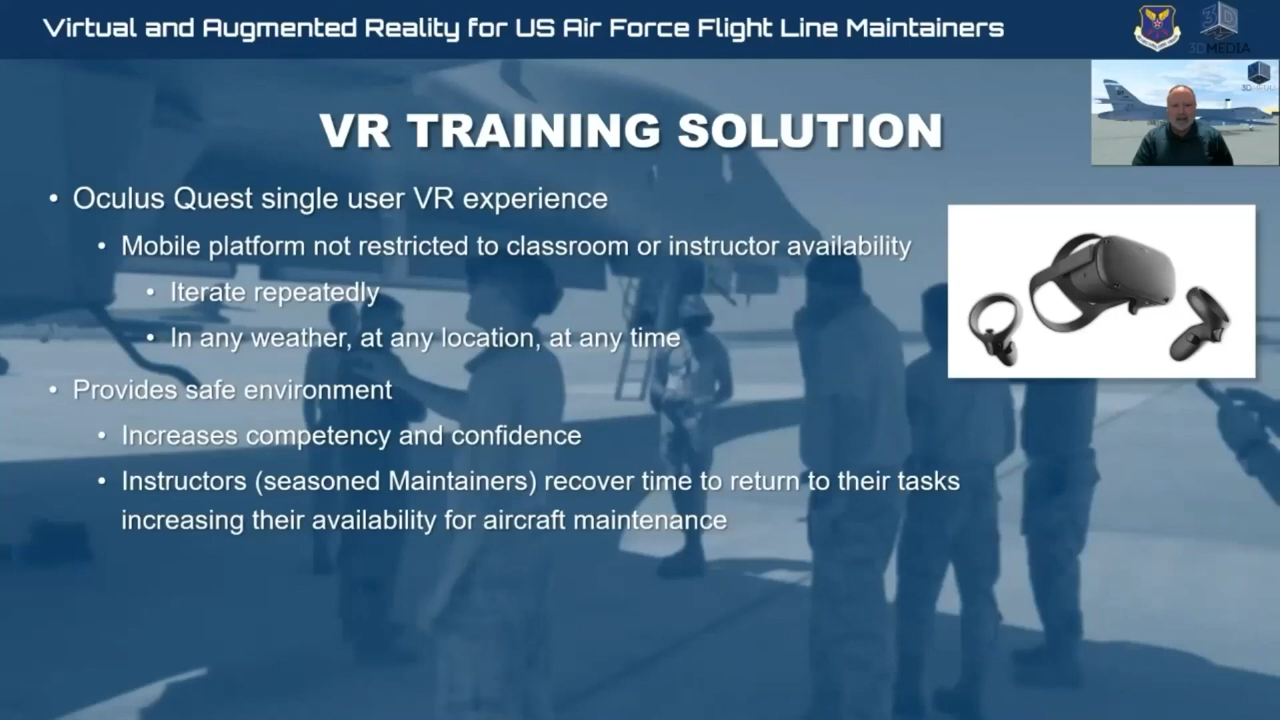 Virtual and Augmented Reality for US Air Force Flight Line Maintainers
3D MEDIA
VR TRAINING SOLUTION
• Oculus Quest single user VR experience
• Mobile platform not restricted to classroom or instructor availability
• Iterate repeatedly
• In any weather, at any location, at any time
• Provides safe environment
• Increases competency and confidence
• Instructors (seasoned Maintainers) recover time to return to their tasks
increasing their availability for aircraft maintenance